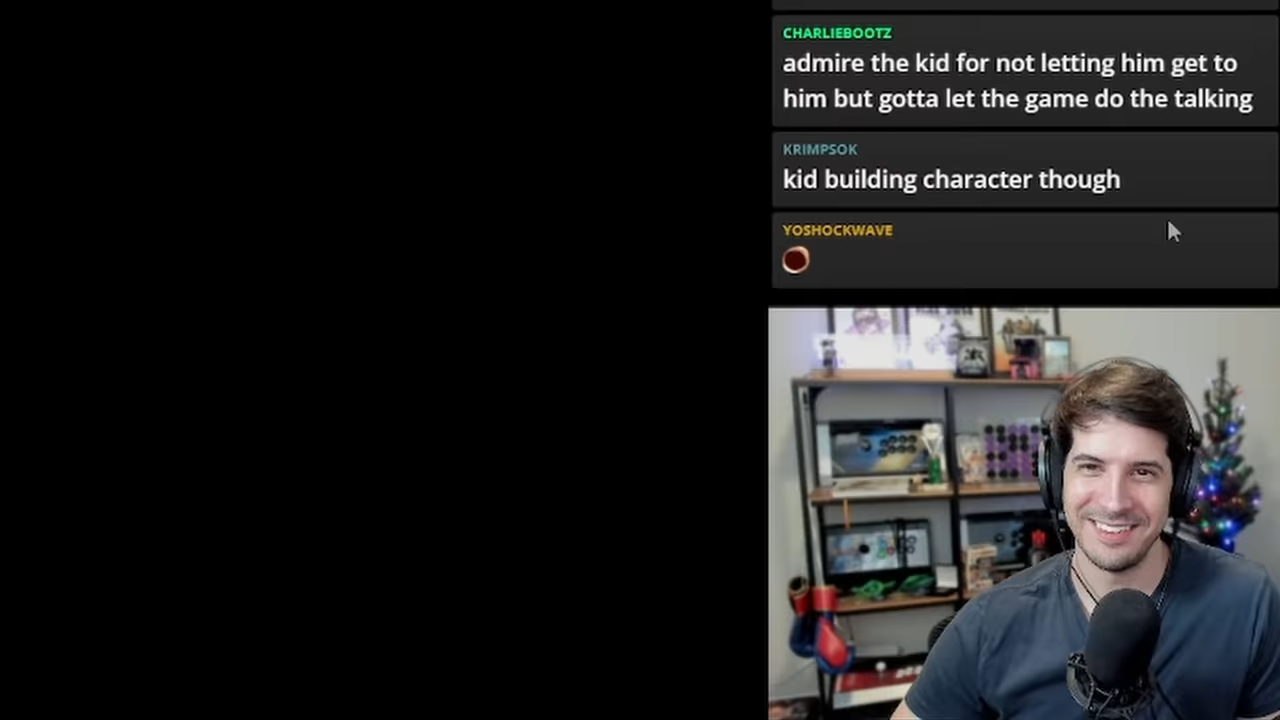 CHARLIEBOOTZ
admire the kid for not letting him get to
him but gotta let the game do the talking
KRIMPSOK
kid building character though
YOSHOCKWAVE